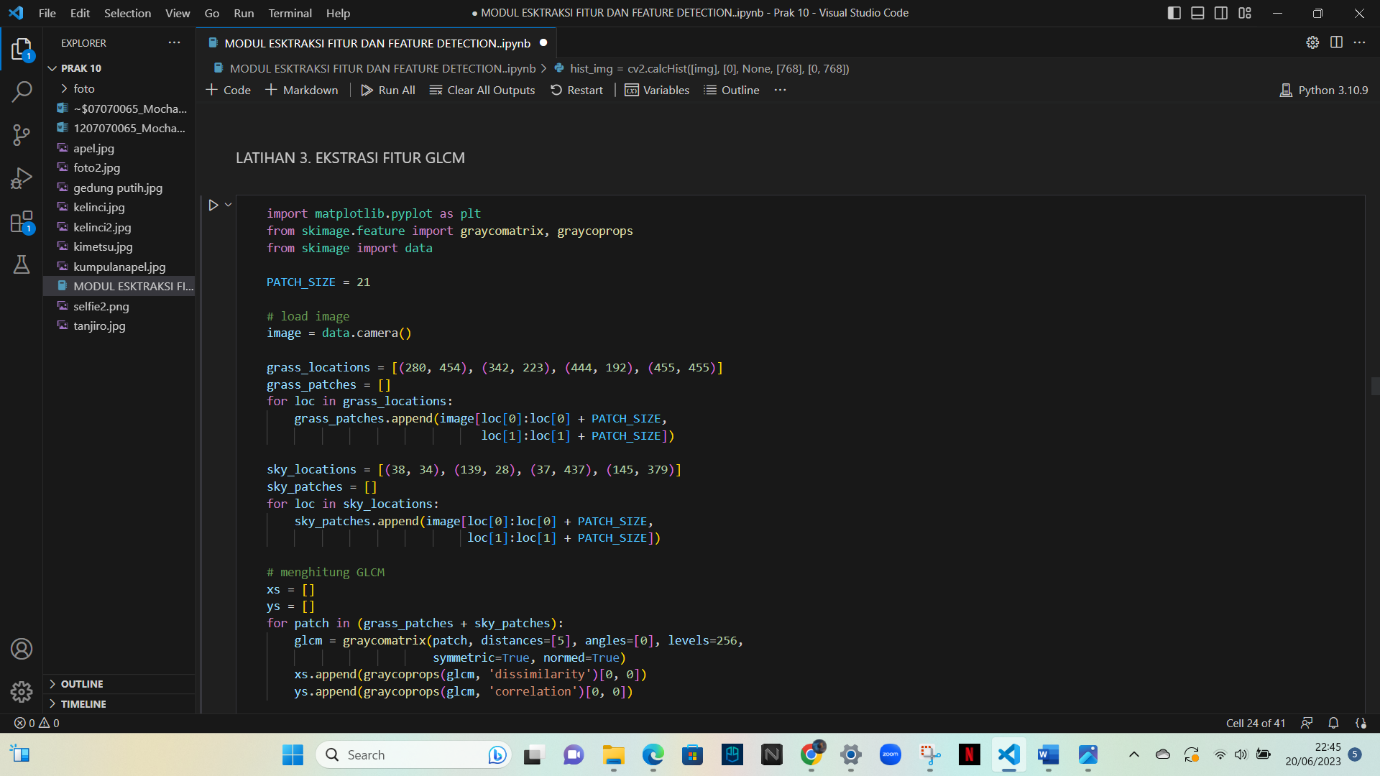 File Edit Selection View Go Run Terminal Help
● MODUL ESKTRAKSI FITUR DAN FEATURE DETECTION..ipynb - Prak 10 - Visual Studio Code
EXPLORER ···
PRAK 10
foto
~$07070065_Mocha...
1207070065_Mocha...
apel.jpg
foto2.jpg
gedung putih.jpg
kelinci.jpg
kelinci2.jpg
kimetsu.jpg
kumpulanapel.jpg
MODUL ESKTRAKSI FI...
selfie2.png
tanjiro.jpg
OUTLINE
TIMELINE
1
1
MODUL ESKTRAKSI FITUR DAN FEATURE DETECTION..ipynb ●
MODUL ESKTRAKSI FITUR DAN FEATURE DETECTION..ipynb > hist_img = cv2.calcHist([img], [0], None, [768], [0, 768])
+ Code + Markdown | Run All Clear All Outputs Restart | Variables Outline ··· Python 3.10.9
LATIHAN 3. EKSTRASI FITUR GLCM
import matplotlib.pyplot as plt
from skimage.feature import graycomatrix, graycoprops
from skimage import data
PATCH_SIZE = 21
# load image
image = data.camera()
grass_locations = [(280, 454), (342, 223), (444, 192), (455, 455)]
grass_patches = []
for loc in grass_locations:
grass_patches.append(image[loc[0]:loc[0] + PATCH_SIZE,
loc[1]:loc[1] + PATCH_SIZE])
sky_locations = [(38, 34), (139, 28), (37, 437), (145, 379)]
sky_patches = []
for loc in sky_locations:
sky_patches.append(image[loc[0]:loc[0] + PATCH_SIZE,
loc[1]:loc[1] + PATCH_SIZE])
# menghitung GLCM
xs = []
ys = []
for patch in (grass_patches + sky_patches):
glcm = graycomatrix(patch, distances=[5], angles=[0], levels=256,
symmetric=True, normed=True)
xs.append(graycoprops(glcm, 'dissimilarity')[0, 0])
ys.append(graycoprops(glcm, 'correlation')[0, 0])
0 0
Cell 24 of 41
Search
zoom
22:45
20/06/2023
5